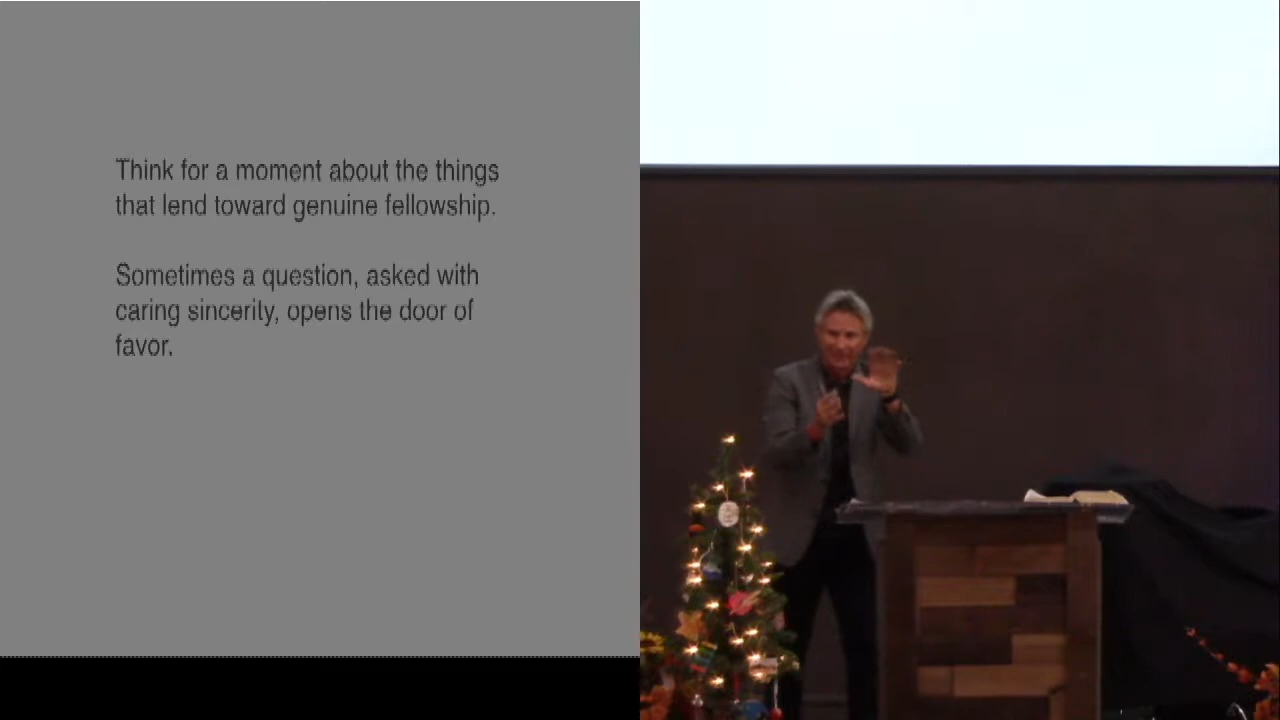 Think for a moment about the things
that lend toward genuine fellowship.
Sometimes a question, asked with
caring sincerity, opens the door of
favor.